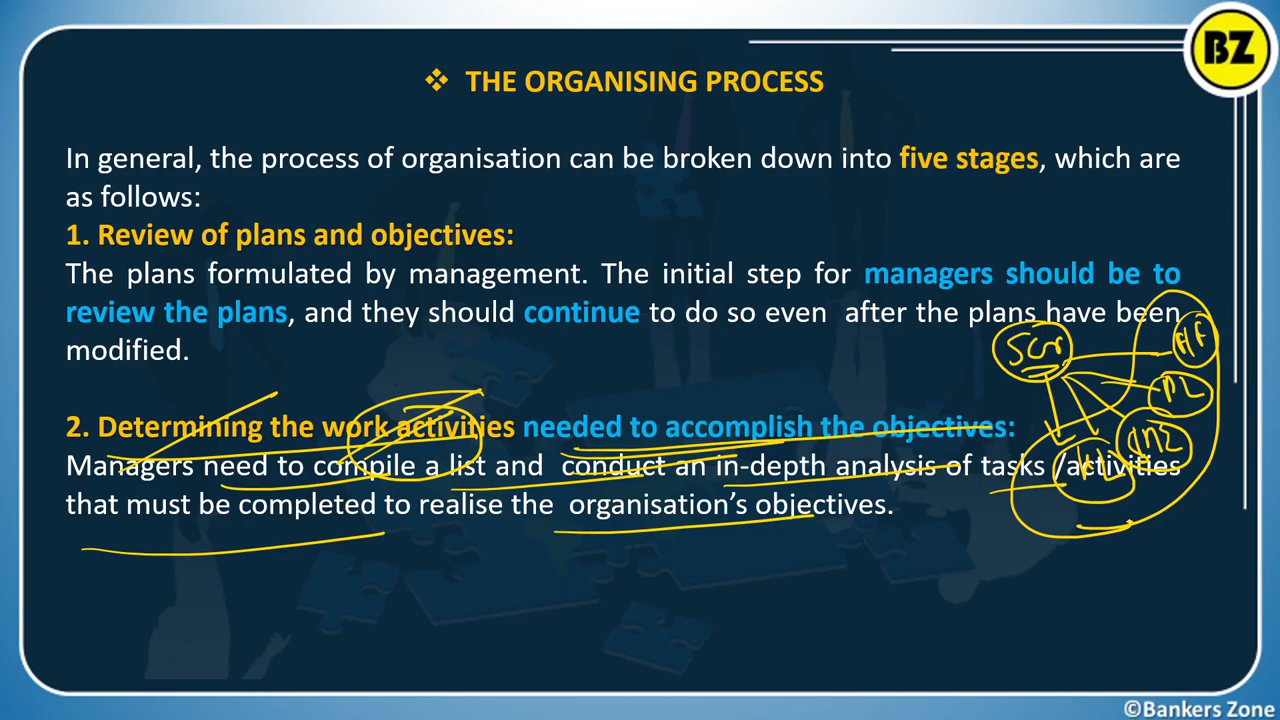 BZ
❖ THE ORGANISING PROCESS
In general, the process of organisation can be broken down into five stages, which are
as follows:
1. Review of plans and objectives:
The plans formulated by management. The initial step for managers should be to
review the plans, and they should continue to do so even after the plans have been
modified.
2. Determining the work activities needed to accomplish the objectives:
Managers need to compile a list and conduct an in-depth analysis of tasks /activities
that must be completed to realise the organisation's objectives.
©Bankers Zone